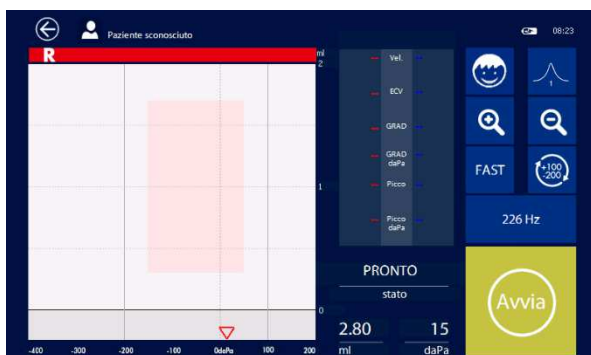 Paziente sconosciuto
08:23
R
ml
2
1
0
-400 -300 -200 -100 0daPa 100 200
Vel.
ECV
GRAD
GRAD
daPa
Picco
Picco
daPa
PRONTO
stato
2.80 15
ml daPa
1
FAST
+100
-200
226 Hz
Avvia